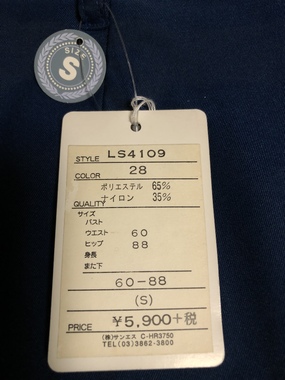 SIZE
S
STYLE LS4109
COLOR 28
ポリエステル 65%
QUALITY ナイロン 35%
サイズ
バスト
ウエスト 60
ヒップ 88
身長
また下
60-88
(S)
PRICE ¥5,900+税
(株)サンエス C-HR3750
TEL(03)3862-3800